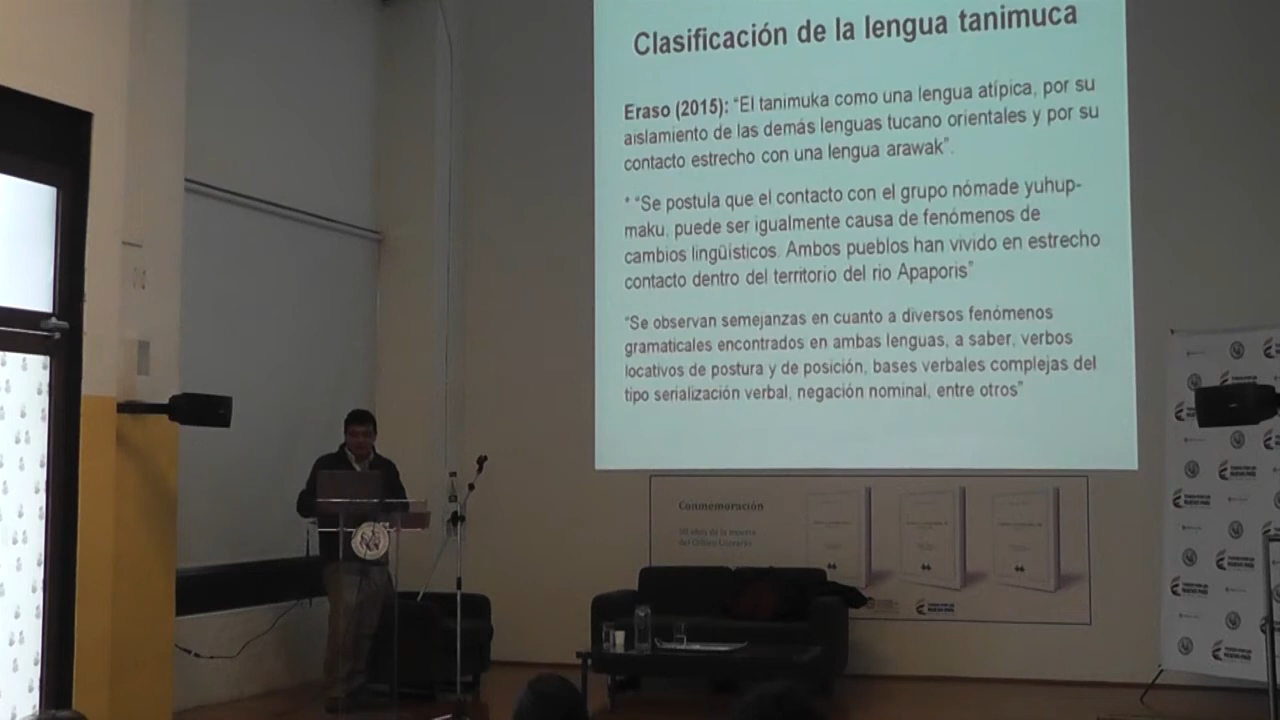 Clasificación de la lengua tanimuca
Eraso (2015): “El tanimuka como una lengua atípica, por su
aislamiento de las demás lenguas tucano orientales y por su
contacto estrecho con una lengua arawak”.
* “Se postula que el contacto con el grupo nómade yuhup-
maku, puede ser igualmente causa de fenómenos de
cambios lingüísticos. Ambos pueblos han vivido en estrecho
contacto dentro del territorio del rio Apaporis”
“Se observan semejanzas en cuanto a diversos fenómenos
gramaticales encontrados en ambas lenguas, a saber, verbos
locativos de postura y de posición, bases verbales complejas del
tipo serialización verbal, negación nominal, entre otros”
Conmemoración
años de la muerte